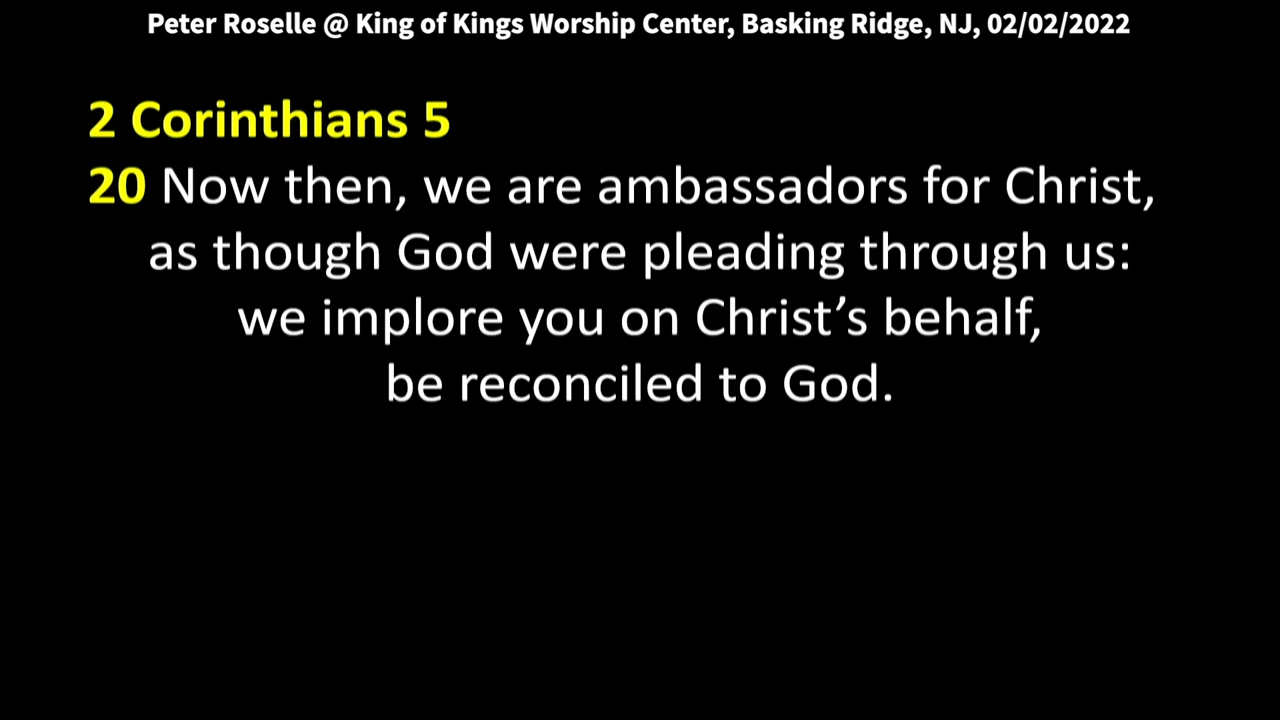 Peter Roselle @ King of Kings Worship Center, Basking Ridge, NJ, 02/02/2022
2 Corinthians 5
20 Now then, we are ambassadors for Christ,
as though God were pleading through us:
we implore you on Christ’s behalf,
be reconciled to God.